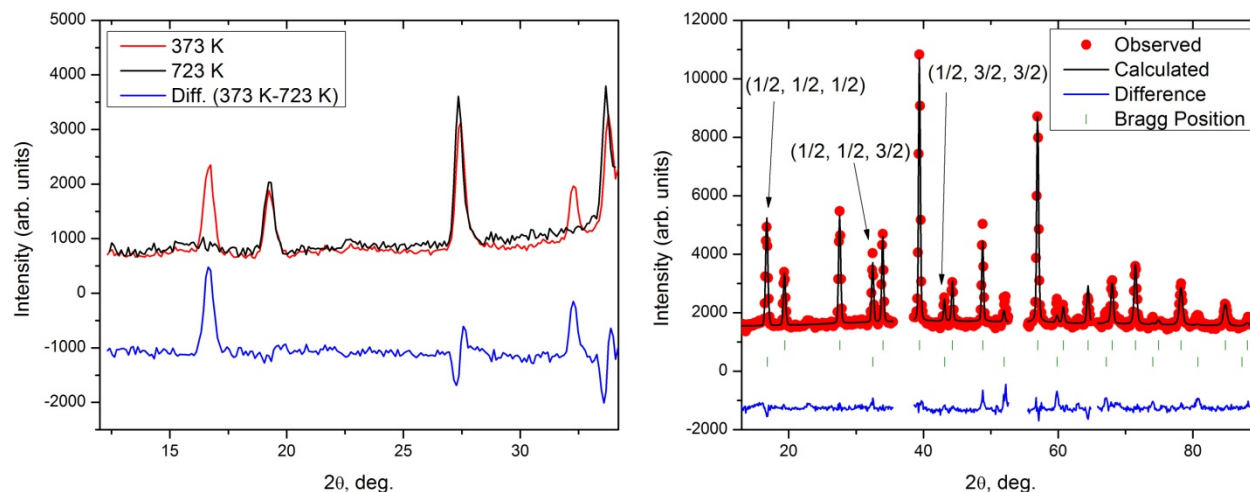 5000
4000
3000
2000
1000
0
-1000
-2000
Intensity (arb. units)
373 K
723 K
Diff. (373 K-723 K)
15
20
25
30
2θ, deg.
12000
10000
8000
6000
4000
2000
0
-2000
Intensity (arb. units)
(1/2, 1/2, 1/2)
(1/2, 1/2, 3/2)
(1/2, 3/2, 3/2)
Observed
Calculated
Difference
Bragg Position
20
40
60
80
2θ, deg.